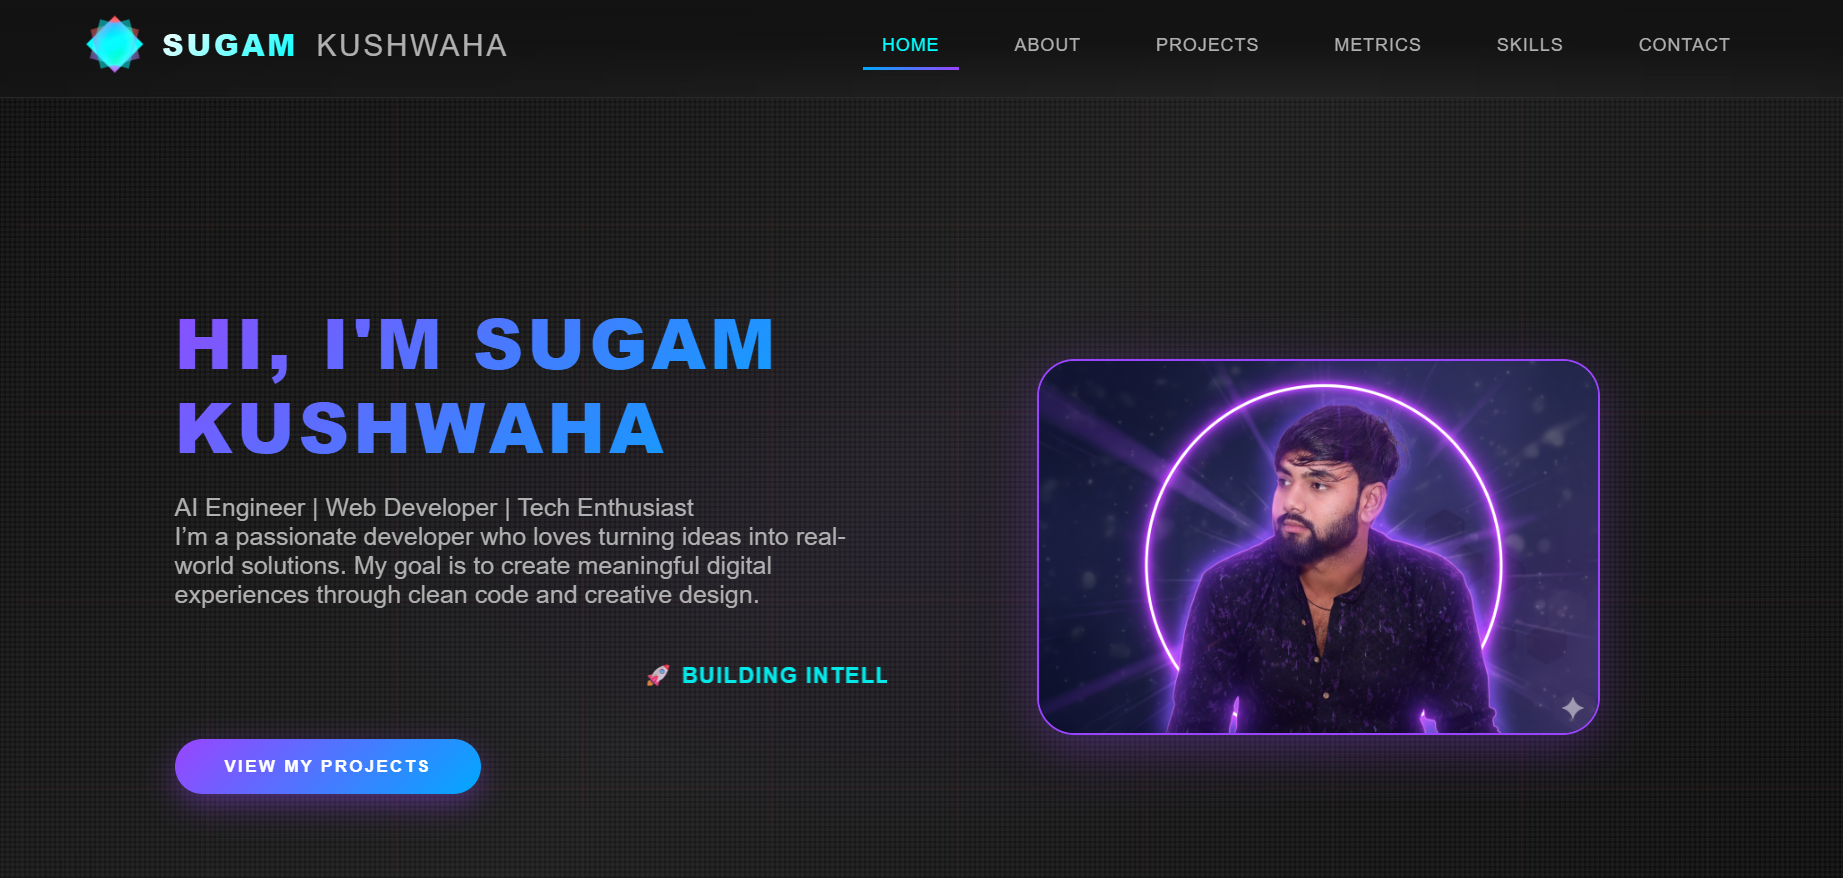 SUGAM KUSHWAHA
HOME ABOUT PROJECTS METRICS SKILLS CONTACT
HI, I'M SUGAM
KUSHWAHA
AI Engineer | Web Developer | Tech Enthusiast
I’m a passionate developer who loves turning ideas into real-
world solutions. My goal is to create meaningful digital
experiences through clean code and creative design.
🚀 BUILDING INTELL
VIEW MY PROJECTS